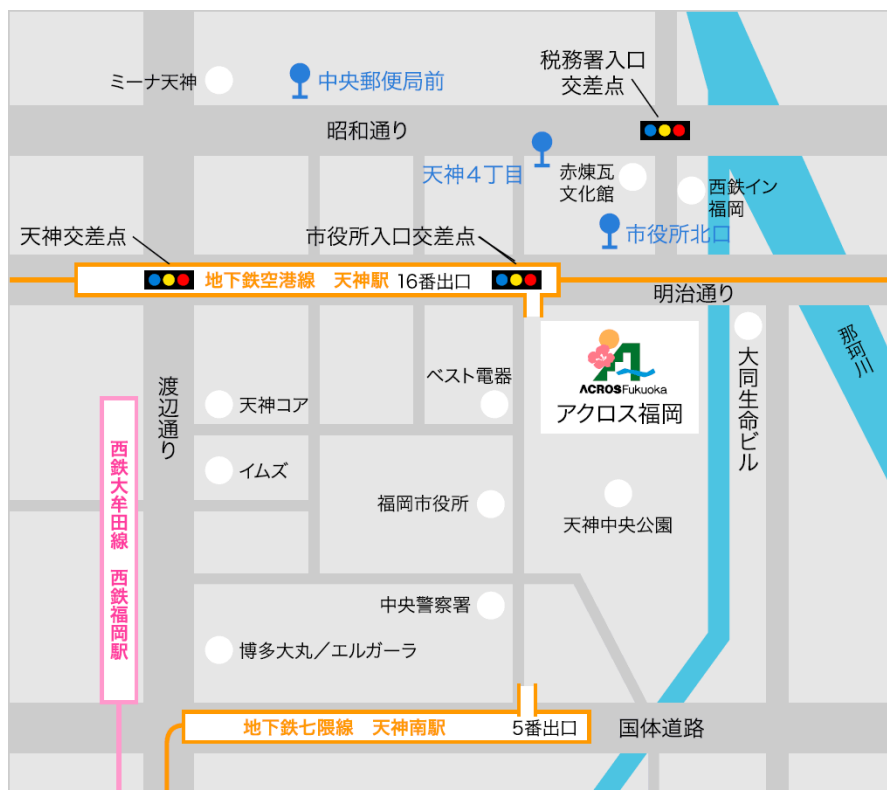 ミーナ天神
中央郵便局前
税務署入口
交差点
昭和通り
天神４丁目
赤煉瓦
文化館
西鉄イン
福岡
市役所北口
天神交差点
市役所入口交差点
地下鉄空港線　天神駅 16番出口
明治通り
那珂川
ACROS Fukuoka
アクロス福岡
大同生命ビル
ベスト電器
渡辺通り
天神コア
西鉄大牟田線　西鉄福岡駅
イムズ
福岡市役所
天神中央公園
中央警察署
博多大丸／エルガーラ
地下鉄七隈線　天神南駅 5番出口
国体道路